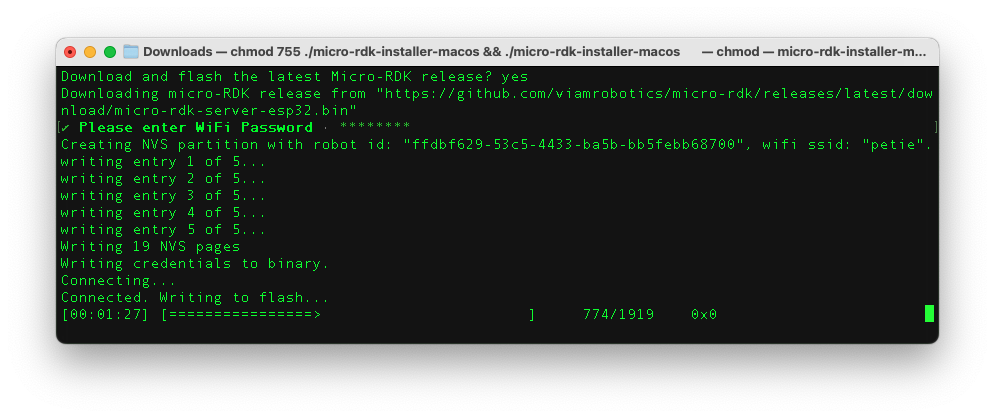 Downloads — chmod 755 ./micro-rdk-installer-macos && ./micro-rdk-installer-macos — chmod — micro-rdk-installer-m...
Download and flash the latest Micro-RDK release? yes
Downloading micro-RDK release from "https://github.com/viamrobotics/micro-rdk/releases/latest/dow
nload/micro-rdk-server-esp32.bin"
[✔ Please enter WiFi Password · ******** ]
Creating NVS partition with robot id: "ffdbf629-53c5-4433-ba5b-bb5febb68700", wifi ssid: "petie".
writing entry 1 of 5...
writing entry 2 of 5...
writing entry 3 of 5...
writing entry 4 of 5...
writing entry 5 of 5...
Writing 19 NVS pages
Writing credentials to binary.
Connecting...
Connected. Writing to flash...
[00:01:27] [================> ] 774/1919 0x0